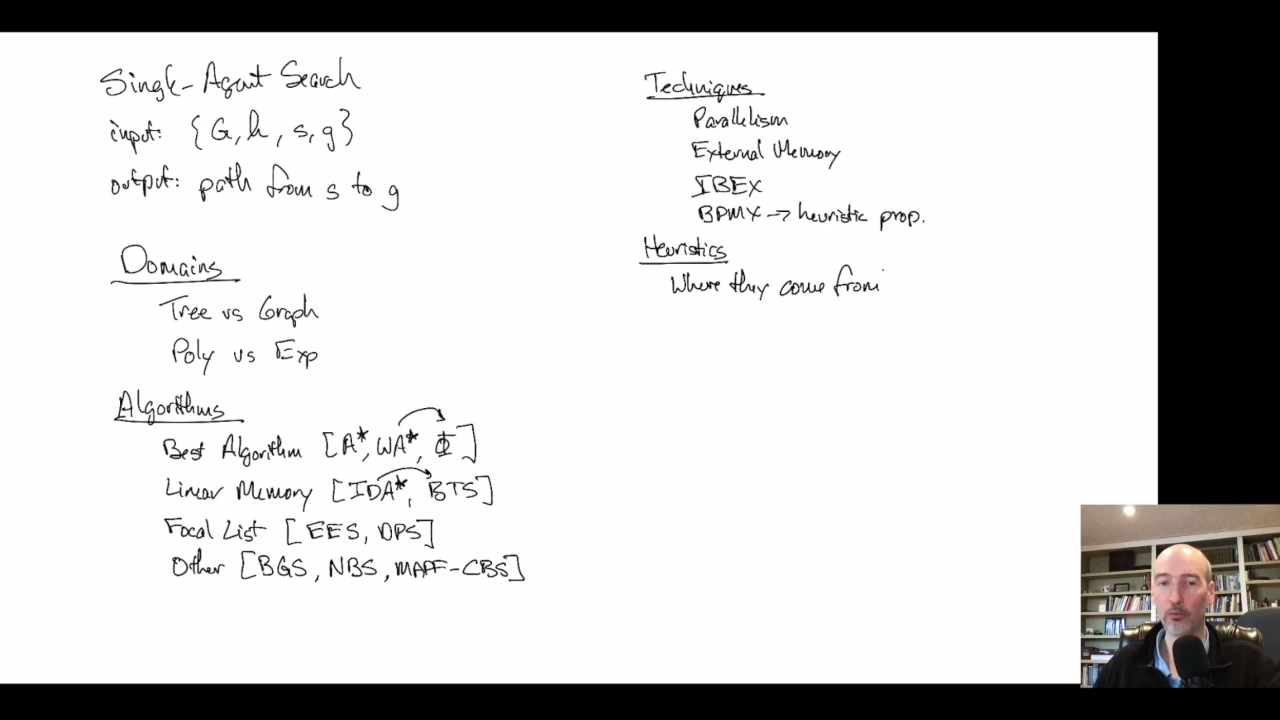 Single-Agent Search
input: {G, h, s, g}
output: path from s to g
Domains
Tree vs Graph
Poly vs Exp
Algorithms
Best Algorithm [A*, WA*, Φ]
Linear Memory [IDA*, BTS]
Focal List [EES, DPS]
Other [BGS, NBS, MAPF-CBS]
Techniques
Parallelism
External Memory
IBEX
BPMX → heuristic prop.
Heuristics
Where they come from